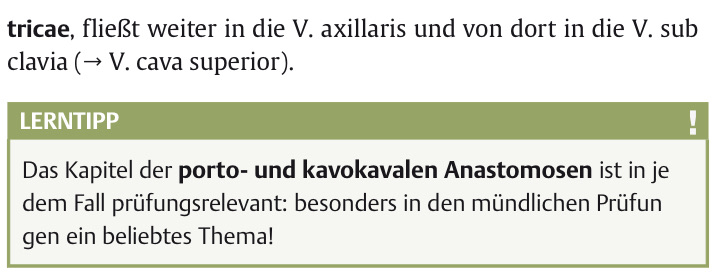 tricae, fließt weiter in die V. axillaris und von dort in die V. sub
clavia (→ V. cava superior).
LERNTIPP !
Das Kapitel der porto- und kavokavalen Anastomosen ist in je
dem Fall prüfungsrelevant: besonders in den mündlichen Prüfun
gen ein beliebtes Thema!